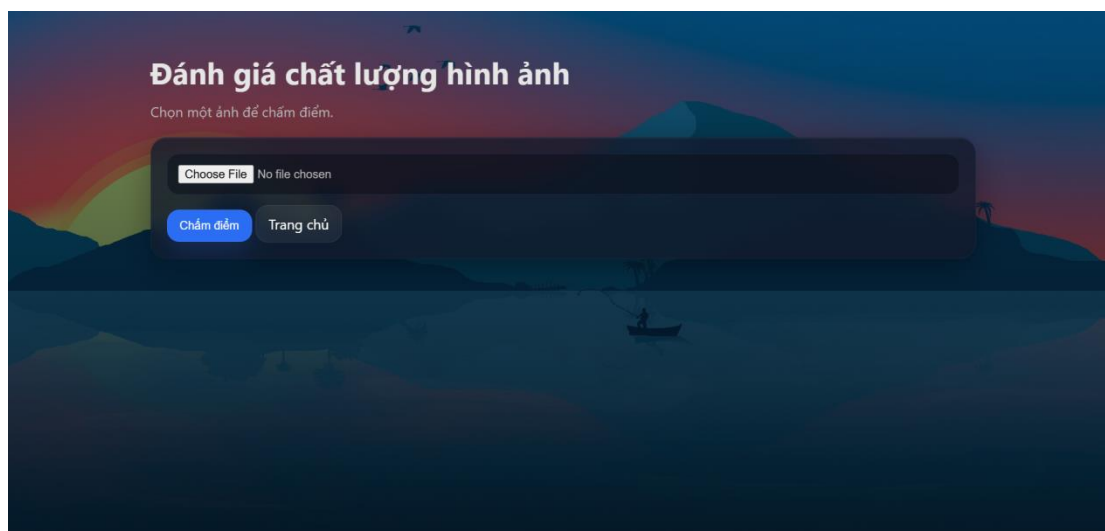 Đánh giá chất lượng hình ảnh
Chọn một ảnh để chấm điểm.
Choose File No file chosen
Chấm điểm Trang chủ